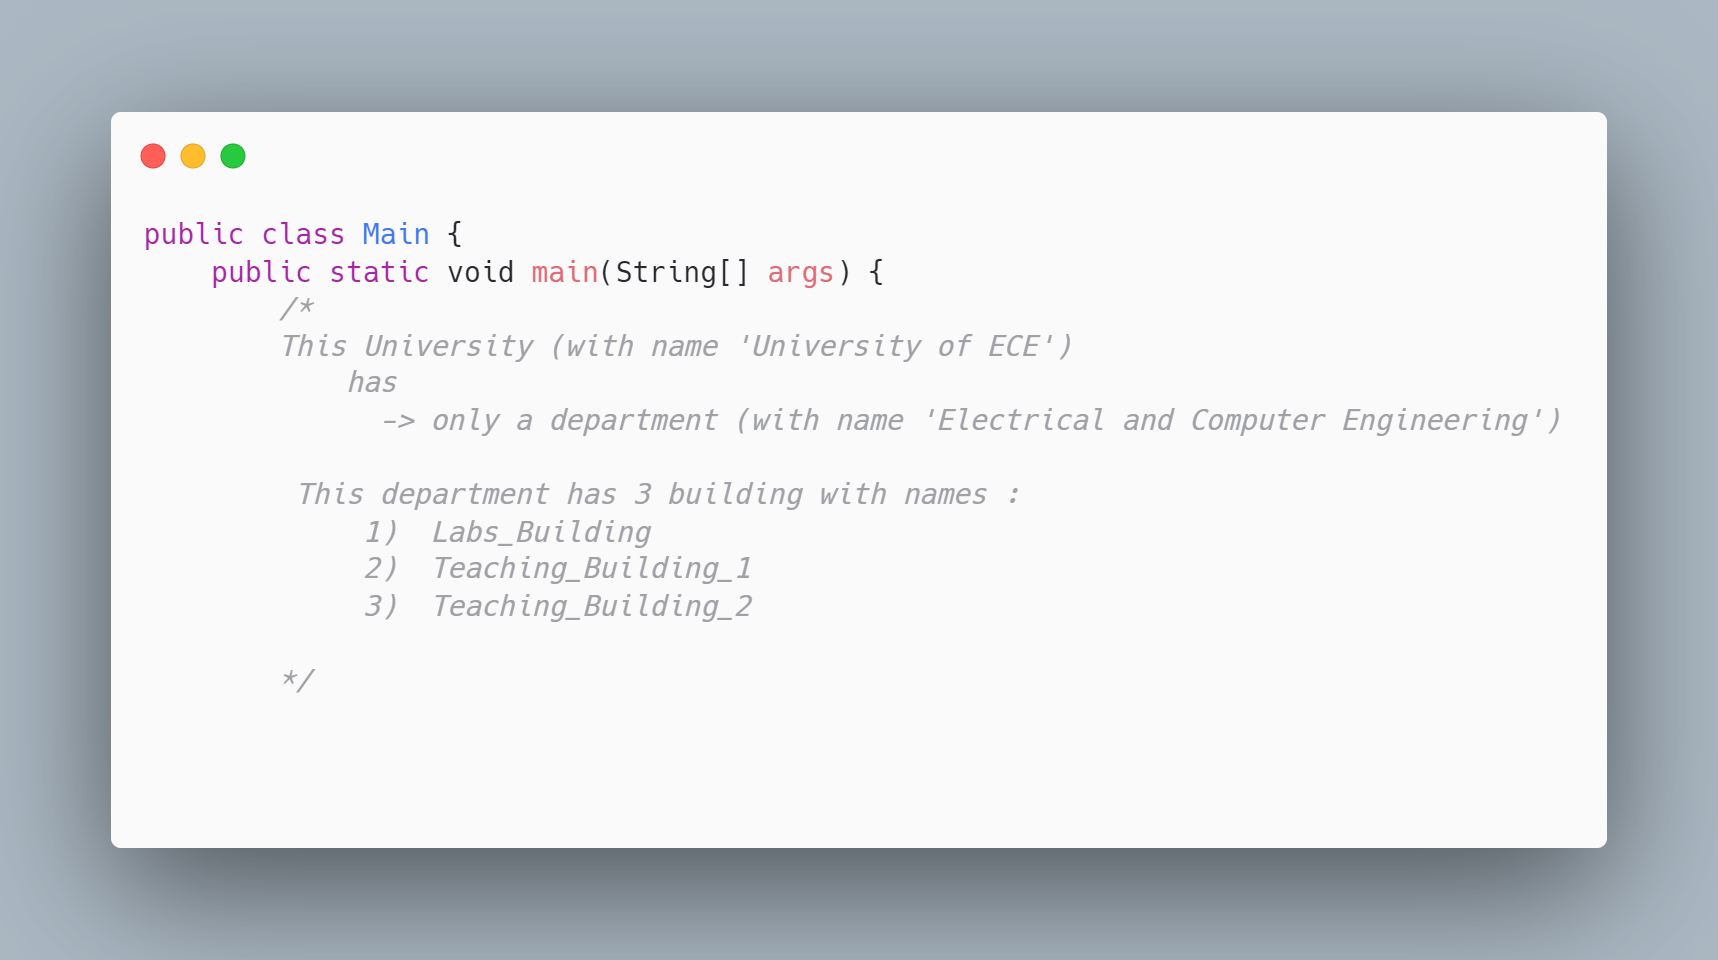 public class Main {
    public static void main(String[] args) {
        /*
        This University (with name 'University of ECE')
            has
              -> only a department (with name 'Electrical and Computer Engineering')

         This department has 3 building with names :
             1)  Labs_Building
             2)  Teaching_Building_1
             3)  Teaching_Building_2

        */